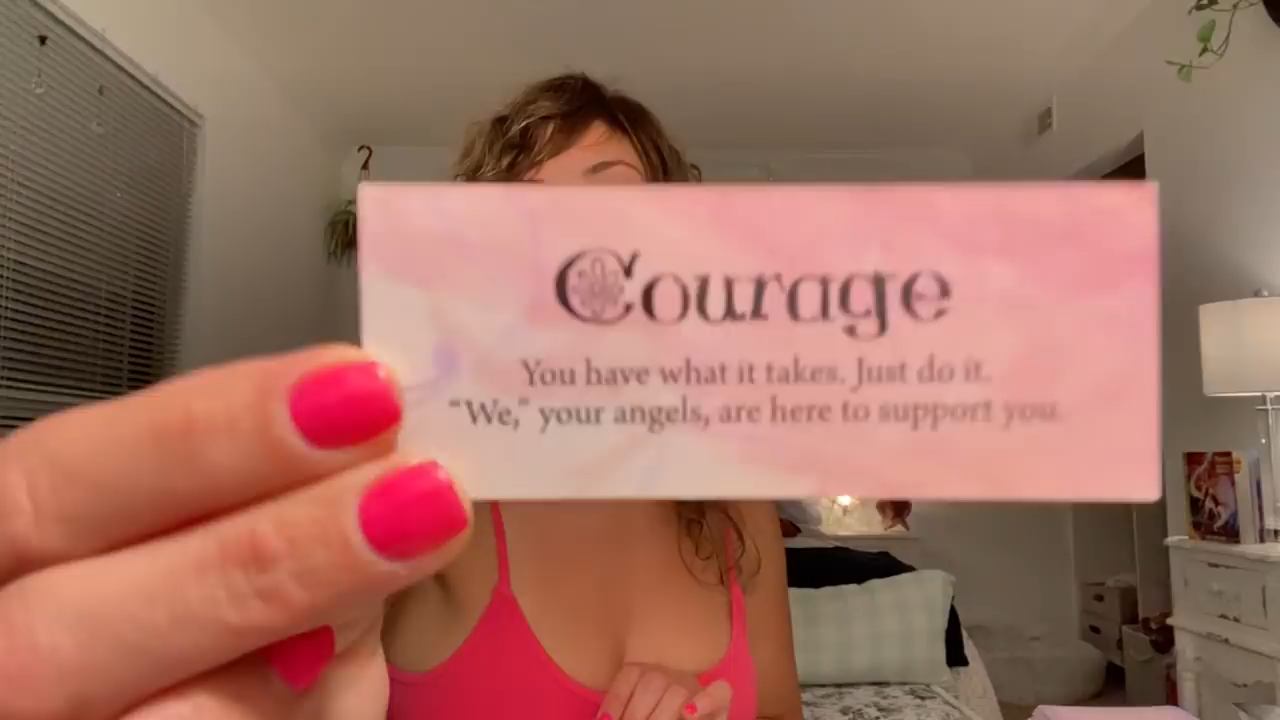 Courage
You have what it takes. Just do it.
"We," your angels, are here to support you.